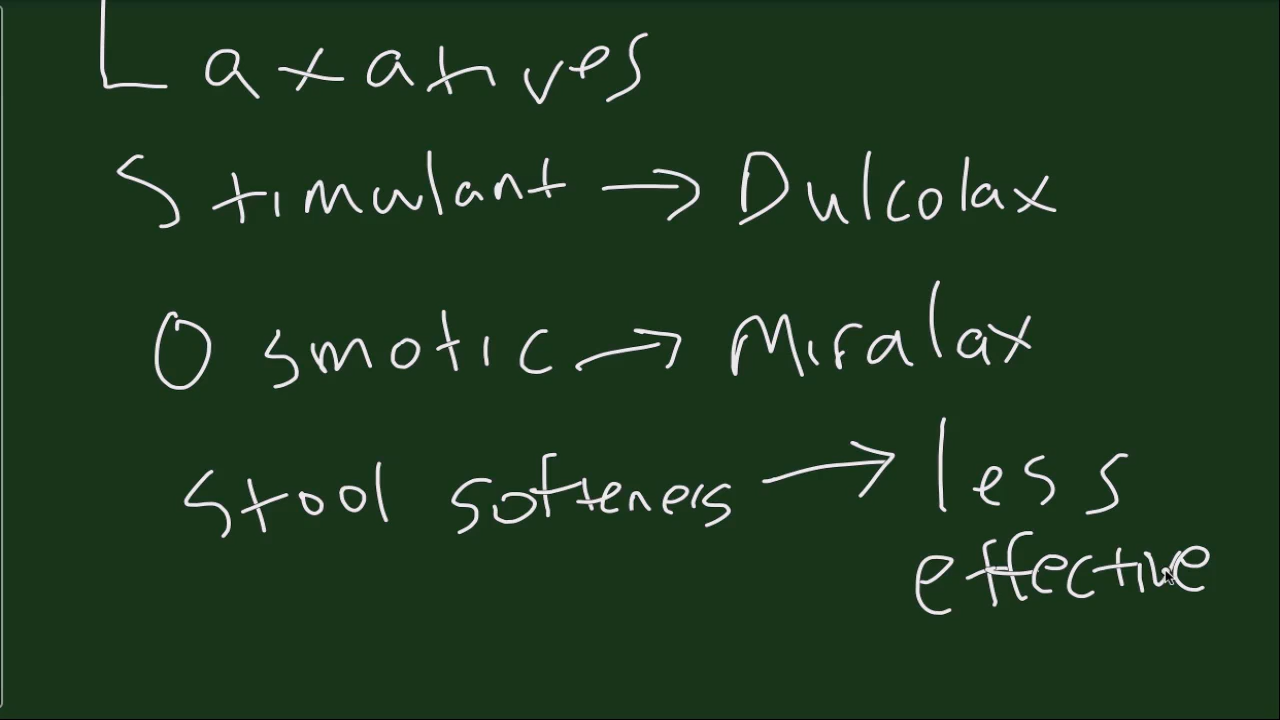 Laxatives
Stimulant → Dulcolax
Osmotic → Miralax
Stool softeners → less
effective